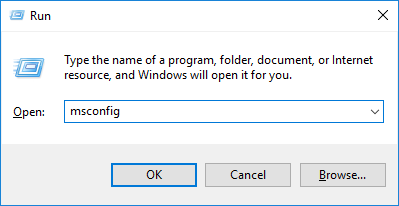 Run
Type the name of a program, folder, document, or Internet
resource, and Windows will open it for you.
Open: msconfig
OK Cancel Browse...